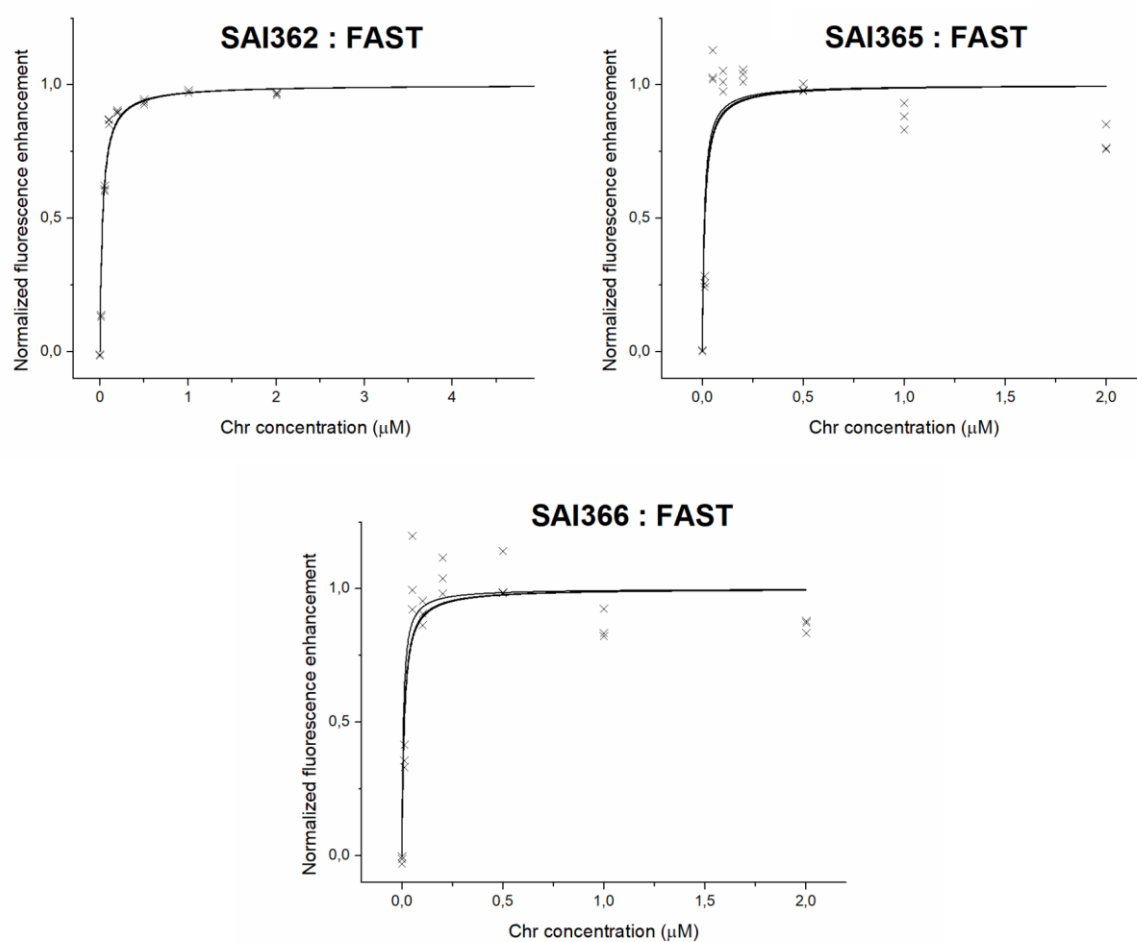 SAI362 : FAST
Normalized fluorescence enhancement
1,0
0,5
0,0
0 1 2 3 4
Chr concentration (μM)
SAI365 : FAST
Normalized fluorescence enhancement
1,0
0,5
0,0
0,0 0,5 1,0 1,5 2,0
Chr concentration (μM)
SAI366 : FAST
Normalized fluorescence enhancement
1,0
0,5
0,0
0,0 0,5 1,0 1,5 2,0
Chr concentration (μM)